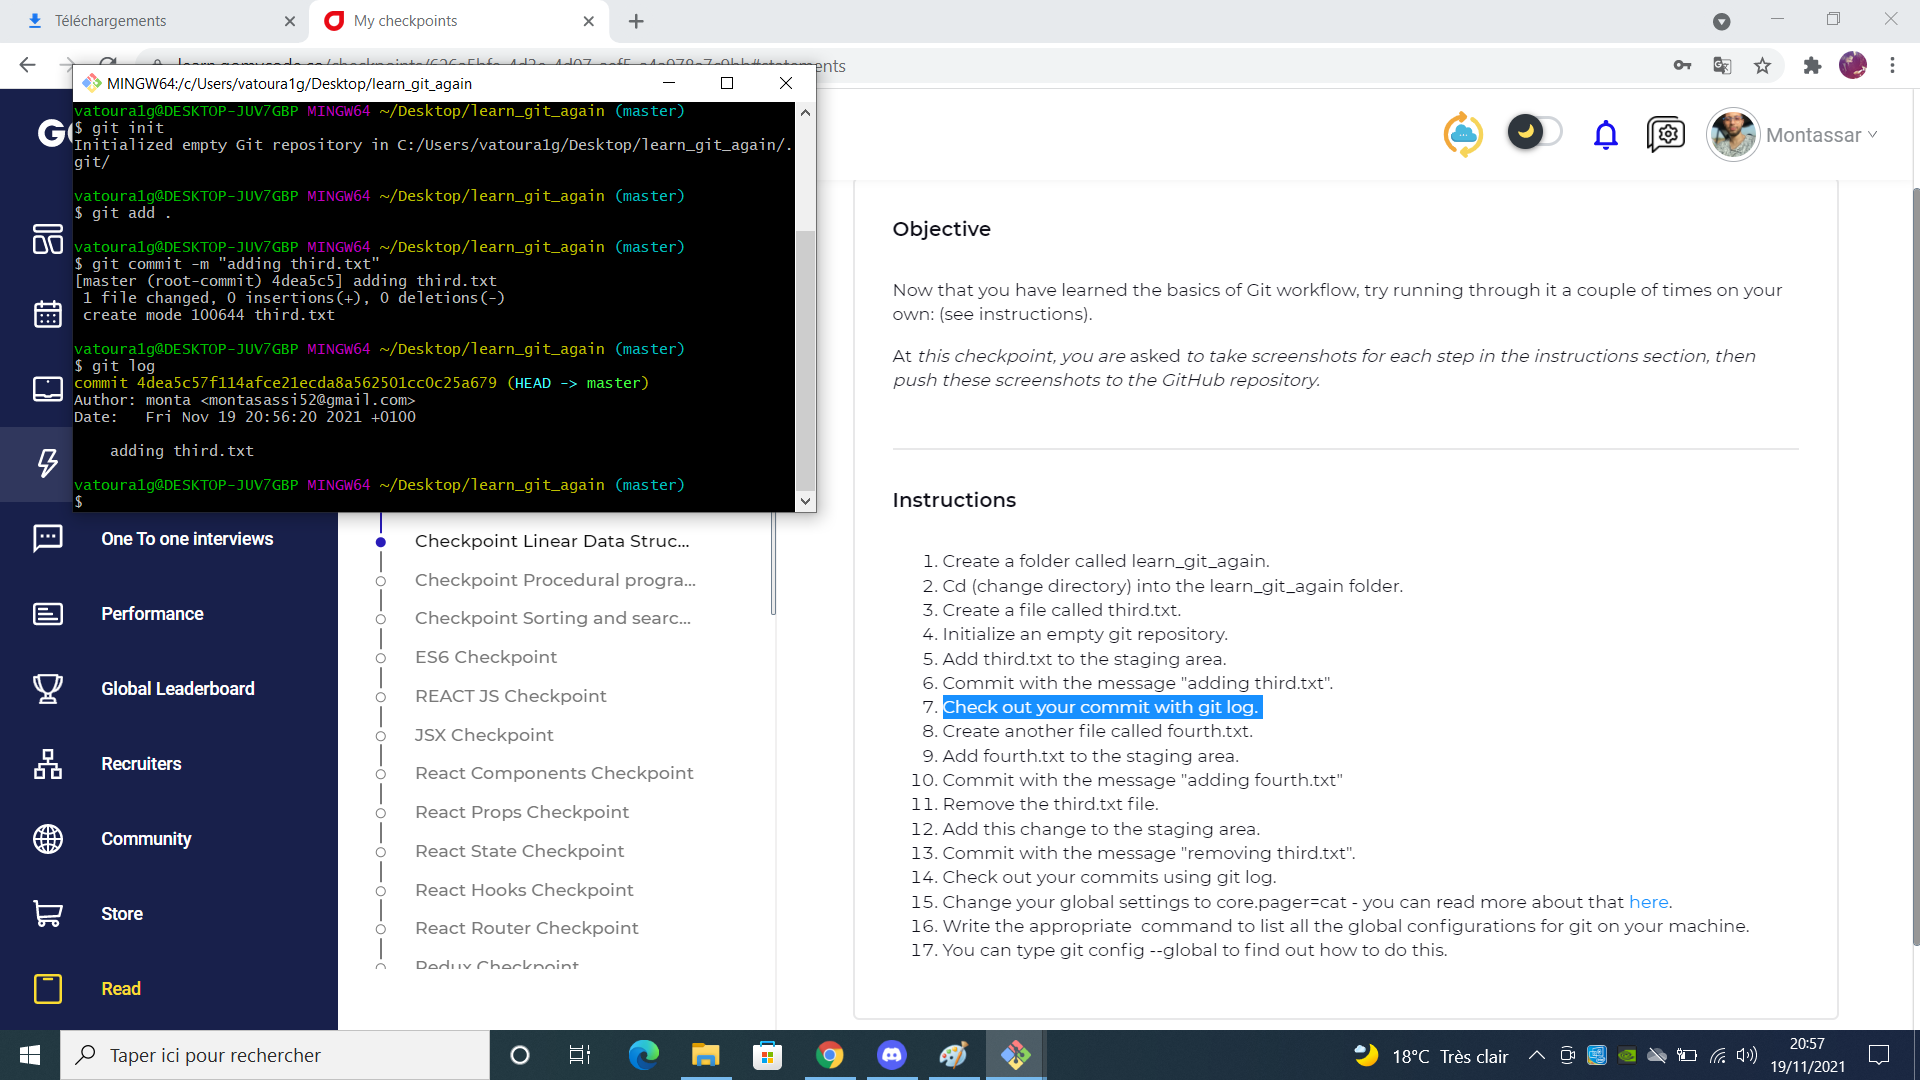 Téléchargements
My checkpoints
MINGW64:/c/Users/vatoura1g/Desktop/learn_git_again
vatoura1g@DESKTOP-JUV7GBP MINGW64 ~/Desktop/learn_git_again (master)
$ git init
Initialized empty Git repository in C:/Users/vatoura1g/Desktop/learn_git_again/.
git/
vatoura1g@DESKTOP-JUV7GBP MINGW64 ~/Desktop/learn_git_again (master)
$ git add .
vatoura1g@DESKTOP-JUV7GBP MINGW64 ~/Desktop/learn_git_again (master)
$ git commit -m "adding third.txt"
[master (root-commit) 4dea5c5] adding third.txt
1 file changed, 0 insertions(+), 0 deletions(-)
create mode 100644 third.txt
vatoura1g@DESKTOP-JUV7GBP MINGW64 ~/Desktop/learn_git_again (master)
$ git log
commit 4dea5c57f114afce21ecda8a562501cc0c25a679 (HEAD -> master)
Author: monta <montasassi52@gmail.com>
Date:   Fri Nov 19 20:56:20 2021 +0100
adding third.txt
vatoura1g@DESKTOP-JUV7GBP MINGW64 ~/Desktop/learn_git_again (master)
$
One To one interviews
Performance
Global Leaderboard
Recruiters
Community
Store
Read
Checkpoint Linear Data Struc...
Checkpoint Procedural progra...
Checkpoint Sorting and searc...
ES6 Checkpoint
REACT JS Checkpoint
JSX Checkpoint
React Components Checkpoint
React Props Checkpoint
React State Checkpoint
React Hooks Checkpoint
React Router Checkpoint
Redux Checkpoint
Montassar
Objective
Now that you have learned the basics of Git workflow, try running through it a couple of times on your
own: (see instructions).
At this checkpoint, you are asked to take screenshots for each step in the instructions section, then
push these screenshots to the GitHub repository.
Instructions
1. Create a folder called learn_git_again.
2. Cd (change directory) into the learn_git_again folder.
3. Create a file called third.txt.
4. Initialize an empty git repository.
5. Add third.txt to the staging area.
6. Commit with the message "adding third.txt".
7. Check out your commit with git log.
8. Create another file called fourth.txt.
9. Add fourth.txt to the staging area.
10. Commit with the message "adding fourth.txt"
11. Remove the third.txt file.
12. Add this change to the staging area.
13. Commit with the message "removing third.txt".
14. Check out your commits using git log.
15. Change your global settings to core.pager=cat - you can read more about that here.
16. Write the appropriate command to list all the global configurations for git on your machine.
17. You can type git config --global to find out how to do this.
Taper ici pour rechercher
18°C Très clair
20:57
19/11/2021